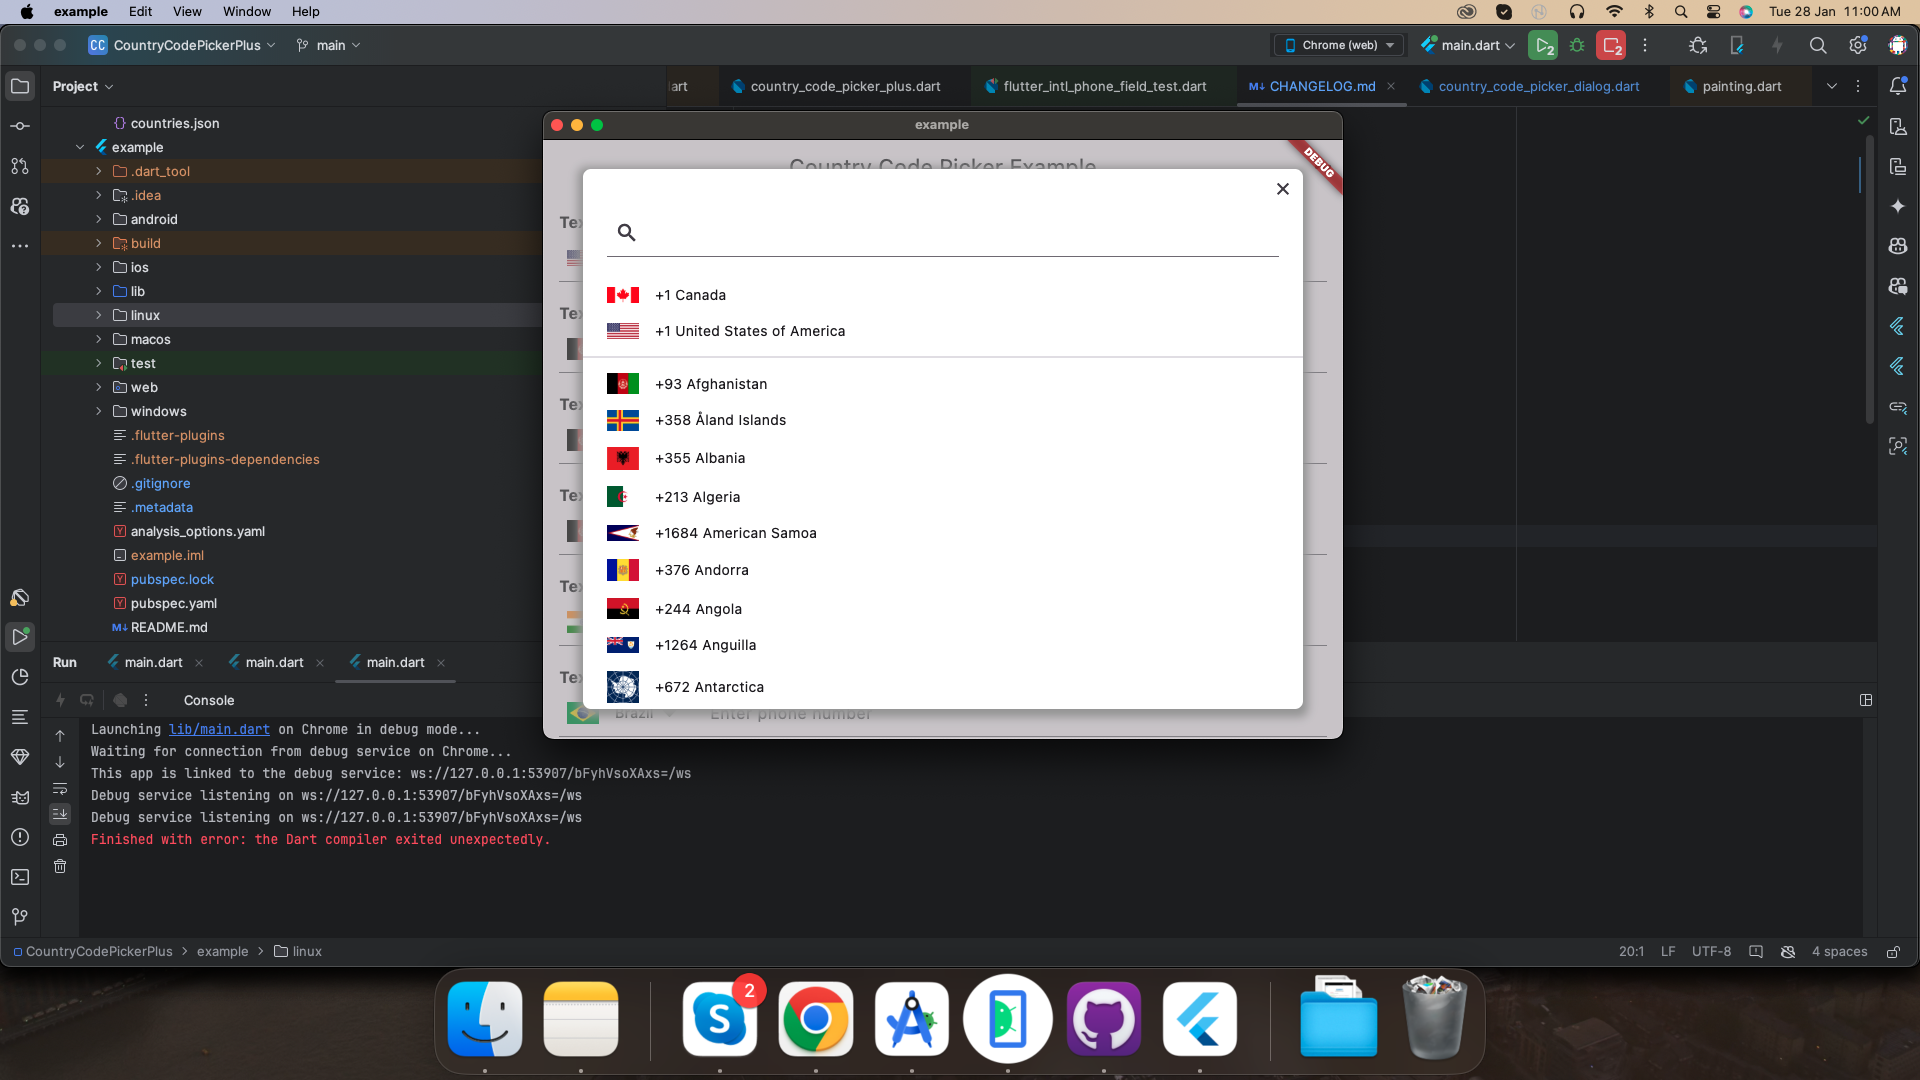 example Edit View Window Help Tue 28 Jan 11:00 AM
CC CountryCodePickerPlus main Chrome (web) main.dart 2 2
Project
art country_code_picker_plus.dart flutter_intl_phone_field_test.dart M↓ CHANGELOG.md country_code_picker_dialog.dart painting.dart
countries.json
example
.dart_tool
.idea
android
build
ios
lib
linux
macos
test
web
windows
.flutter-plugins
.flutter-plugins-dependencies
.gitignore
.metadata
analysis_options.yaml
example.iml
pubspec.lock
pubspec.yaml
M↓ README.md
example
DEBUG
Country Code Picker Example
Tex
Tex
Tex
Tex
Tex
Tex
+1 Canada
+1 United States of America
+93 Afghanistan
+358 Åland Islands
+355 Albania
+213 Algeria
+1684 American Samoa
+376 Andorra
+244 Angola
+1264 Anguilla
+672 Antarctica
Brazil Enter phone number
Run main.dart main.dart main.dart
Console
Launching lib/main.dart on Chrome in debug mode...
Waiting for connection from debug service on Chrome...
This app is linked to the debug service: ws://127.0.0.1:53907/bFyhVsoXAxs=/ws
Debug service listening on ws://127.0.0.1:53907/bFyhVsoXAxs=/ws
Debug service listening on ws://127.0.0.1:53907/bFyhVsoXAxs=/ws
Finished with error: the Dart compiler exited unexpectedly.
CountryCodePickerPlus > example > linux 20:1 LF UTF-8 4 spaces
S 2